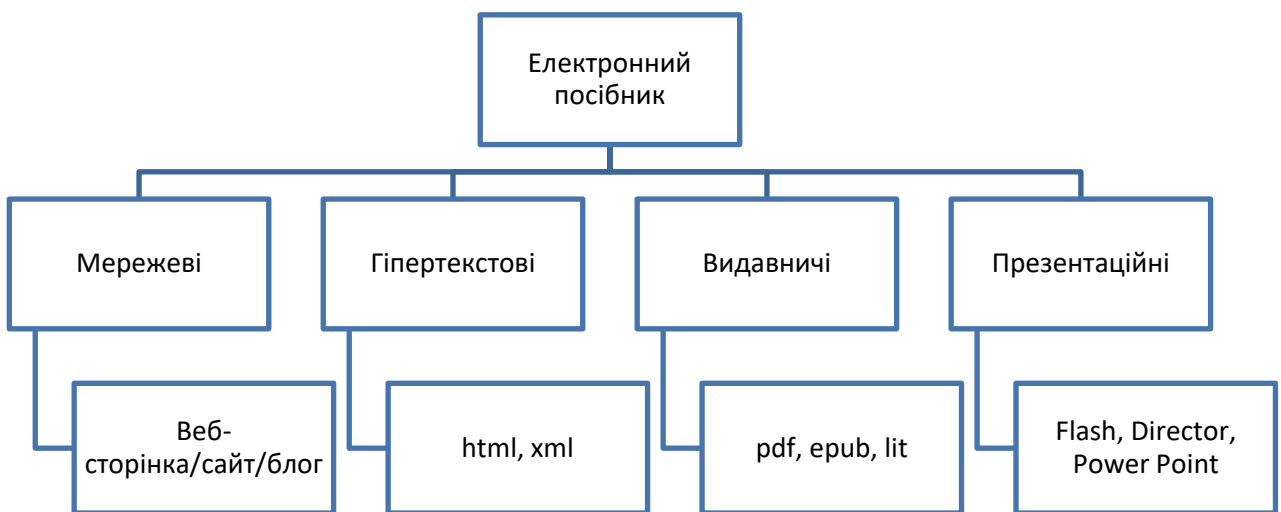 Електронний
посібник
Мережеві
Гіпертекстові
Видавничі
Презентаційні
Веб-
сторінка/сайт/блог
html, xml
pdf, epub, lit
Flash, Director,
Power Point